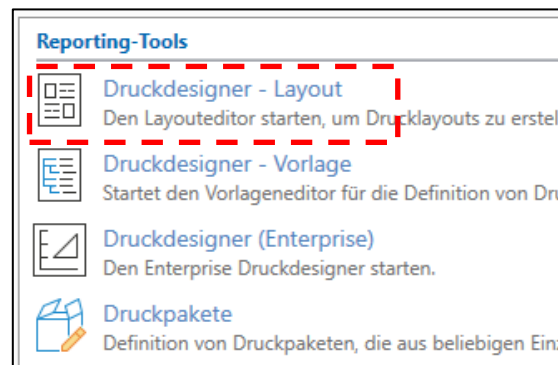 Reporting-Tools
Druckdesigner - Layout
Den Layouteditor starten, um Drucklayouts zu erstel
Druckdesigner - Vorlage
Startet den Vorlageneditor für die Definition von Dru
Druckdesigner (Enterprise)
Den Enterprise Druckdesigner starten.
Druckpakete
Definition von Druckpaketen, die aus beliebigen Einz